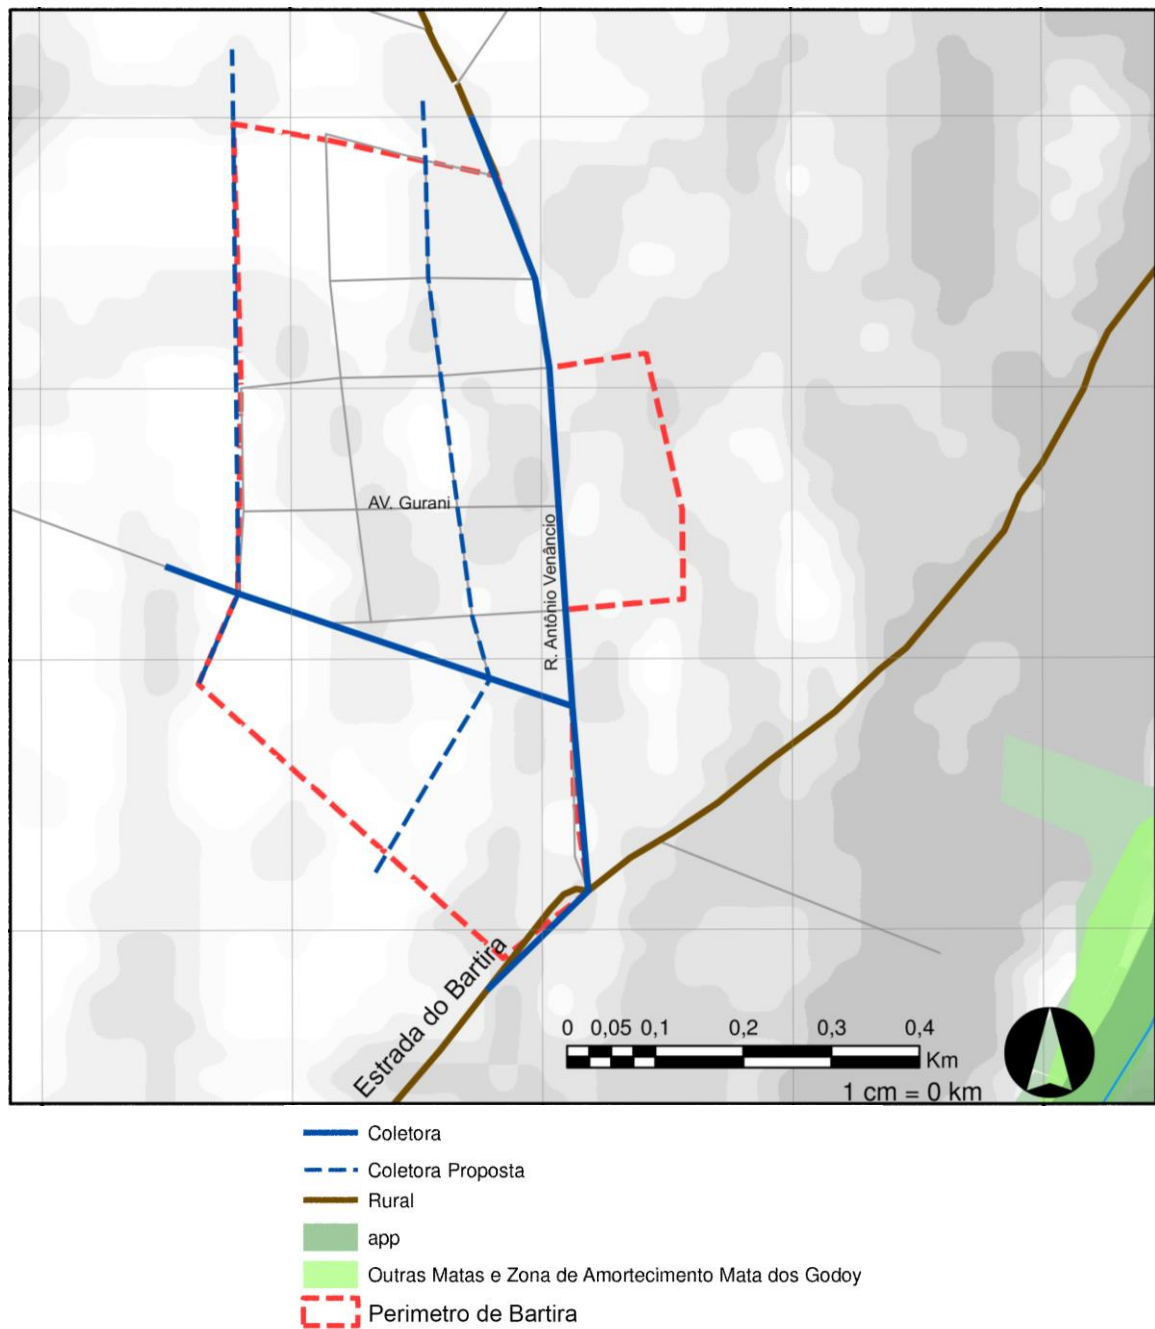 AV. Gurani
R. Antônio Venâncio
Estrada do Bartira
0 0,05 0,1 0,2 0,3 0,4
Km
1 cm = 0 km
Coletora
Coletora Proposta
Rural
app
Outras Matas e Zona de Amortecimento Mata dos Godoy
Perimetro de Bartira